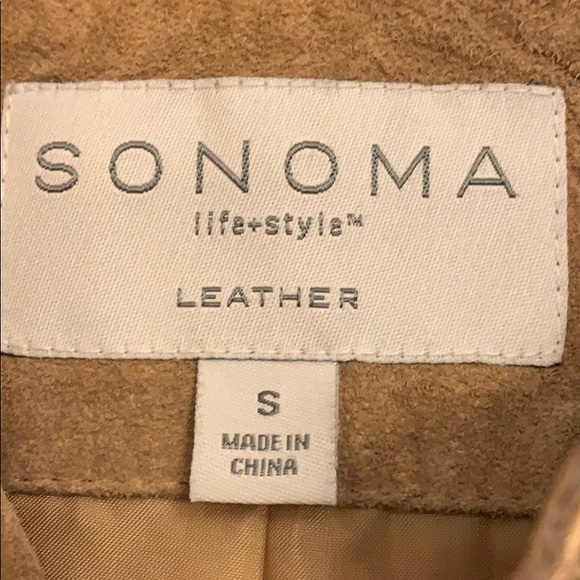 SONOMA
life+style™
LEATHER
S
MADE IN
CHINA